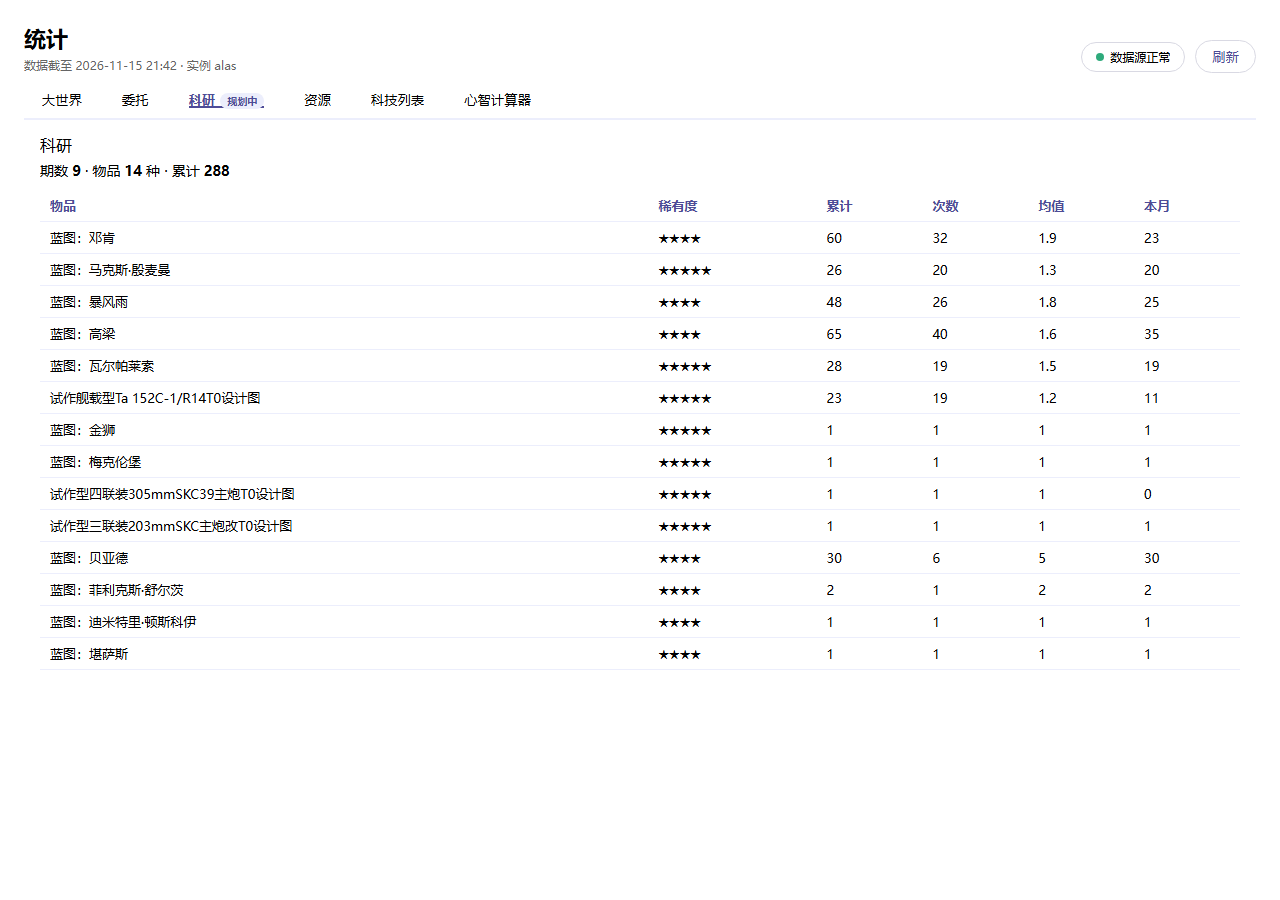 统计
数据截至 2026-11-15 21:42 · 实例 alas
数据源正常
刷新
大世界 委托 科研 规划中 资源 科技列表 心智计算器
科研
期数 9 · 物品 14 种 · 累计 288
物品 稀有度 累计 次数 均值 本月
蓝图：邓肯 ★★★★ 60 32 1.9 23
蓝图：马克斯·殷麦曼 ★★★★★ 26 20 1.3 20
蓝图：暴风雨 ★★★★ 48 26 1.8 25
蓝图：高梁 ★★★★ 65 40 1.6 35
蓝图：瓦尔帕莱索 ★★★★★ 28 19 1.5 19
试作舰载型Ta 152C-1/R14T0设计图 ★★★★★ 23 19 1.2 11
蓝图：金狮 ★★★★★ 1 1 1 1
蓝图：梅克伦堡 ★★★★★ 1 1 1 1
试作型四联装305mmSKC39主炮T0设计图 ★★★★★ 1 1 1 0
试作型三联装203mmSKC主炮改T0设计图 ★★★★★ 1 1 1 1
蓝图：贝亚德 ★★★★ 30 6 5 30
蓝图：菲利克斯·舒尔茨 ★★★★ 2 1 2 2
蓝图：迪米特里·顿斯科伊 ★★★★ 1 1 1 1
蓝图：堪萨斯 ★★★★ 1 1 1 1